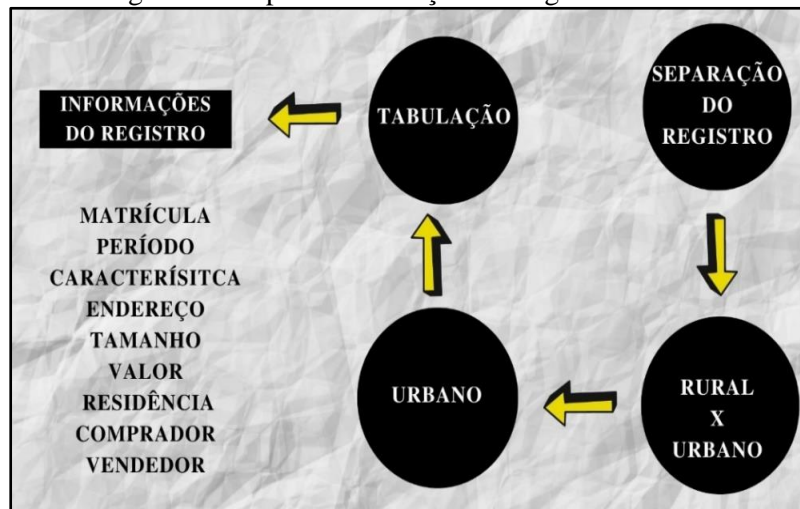 INFORMAÇÕES
DO REGISTRO
TABULAÇÃO
SEPARAÇÃO
DO
REGISTRO
MATRÍCULA
PERÍODO
CARACTERÍSITCA
ENDEREÇO
TAMANHO
VALOR
RESIDÊNCIA
COMPRADOR
VENDEDOR
URBANO
RURAL
X
URBANO